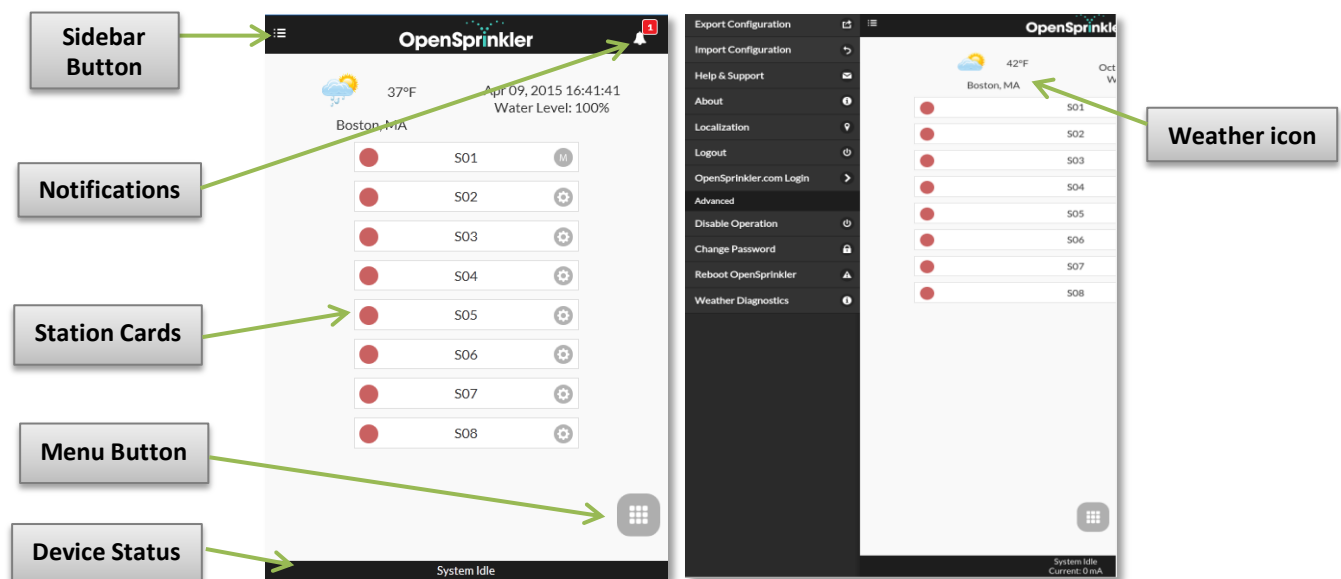 Sidebar
Button
Notifications
Station Cards
Menu Button
Device Status
OpenSprinkler
1
37°F
Apr 09, 2015 16:41:41
Water Level: 100%
Boston, MA
S01
M
S02
S03
S04
S05
S06
S07
S08
System Idle
Export Configuration
Import Configuration
Help & Support
About
Localization
Logout
OpenSprinkler.com Login
Advanced
Disable Operation
Change Password
Reboot OpenSprinkler
Weather Diagnostics
OpenSprinkle
42°F
Oct
W
Boston, MA
S01
S02
S03
S04
S05
S06
S07
S08
System Idle
Current: 0 mA
Weather icon